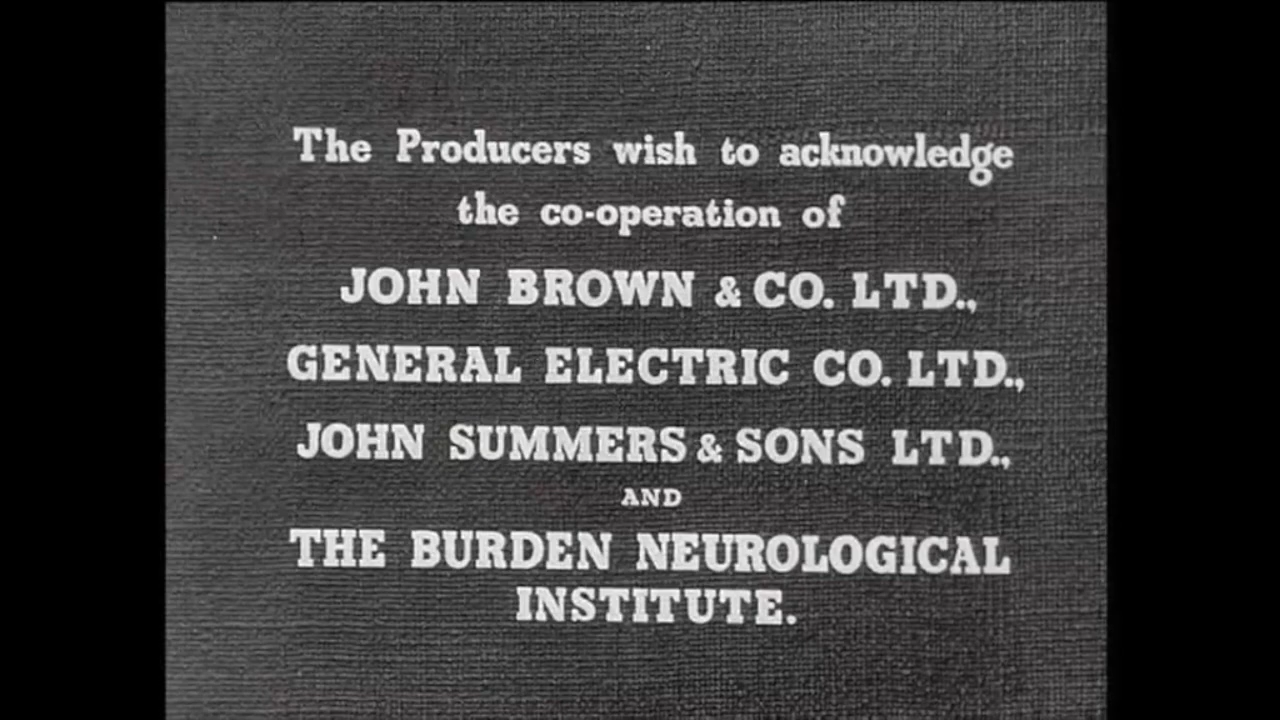 The Producers wish to acknowledge
the co-operation of
JOHN BROWN & CO. LTD.,
GENERAL ELECTRIC CO. LTD.,
JOHN SUMMERS & SONS LTD.,
AND
THE BURDEN NEUROLOGICAL
INSTITUTE.